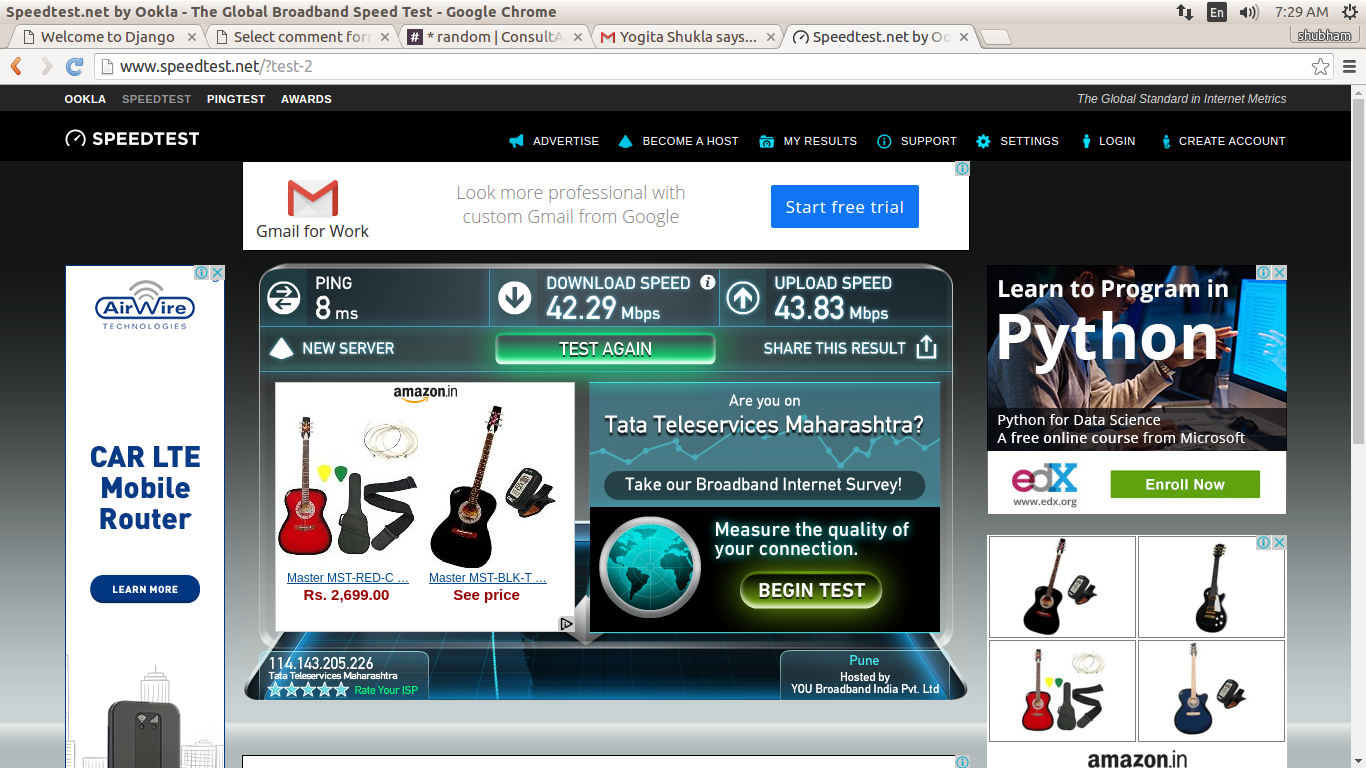 Speedtest.net by Ookla - The Global Broadband Speed Test - Google Chrome
En
7:29 AM
Welcome to Django
Select comment for
# * random | ConsultA
Yogita Shukla says...
Speedtest.net by Oo
shubham
www.speedtest.net/?test-2
OOKLA SPEEDTEST PINGTEST AWARDS
The Global Standard in Internet Metrics
SPEEDTEST
ADVERTISE BECOME A HOST MY RESULTS SUPPORT SETTINGS LOGIN CREATE ACCOUNT
Gmail for Work
Look more professional with
custom Gmail from Google
Start free trial
AirWire
TECHNOLOGIES
CAR LTE
Mobile
Router
LEARN MORE
PING
8 ms
DOWNLOAD SPEED
42.29 Mbps
UPLOAD SPEED
43.83 Mbps
NEW SERVER
TEST AGAIN
SHARE THIS RESULT
amazon.in
Master MST-RED-C ...
Rs. 2,699.00
Master MST-BLK-T ...
See price
Are you on
Tata Teleservices Maharashtra?
Take our Broadband Internet Survey!
Measure the quality of
your connection.
BEGIN TEST
114.143.205.226
Tata Teleservices Maharashtra
Rate Your ISP
Pune
Hosted by
YOU Broadband India Pvt. Ltd
Learn to Program in
Python
Python for Data Science
A free online course from Microsoft
edX
www.edx.org
Enroll Now
amazon.in